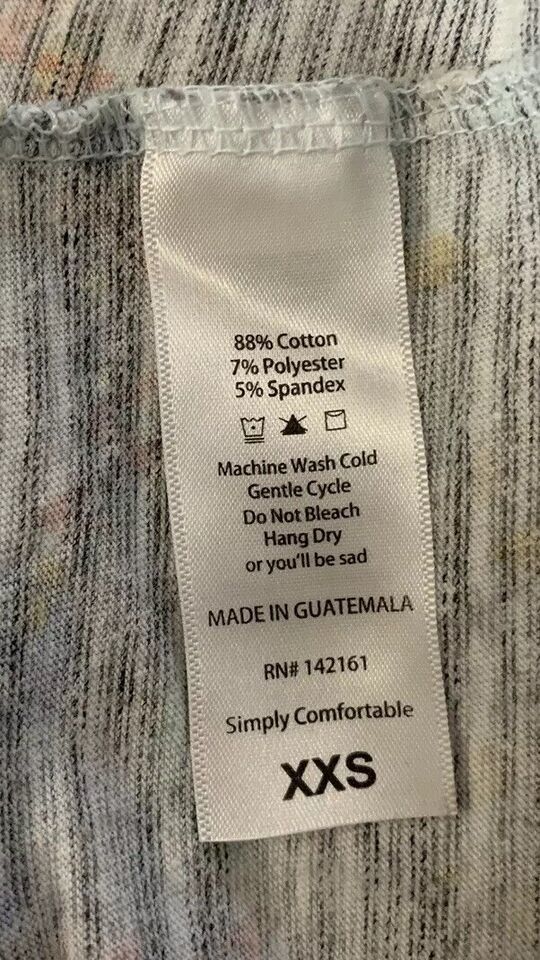 88% Cotton
7% Polyester
5% Spandex
Machine Wash Cold
Gentle Cycle
Do Not Bleach
Hang Dry
or you'll be sad
MADE IN GUATEMALA
RN# 142161
Simply Comfortable
XXS